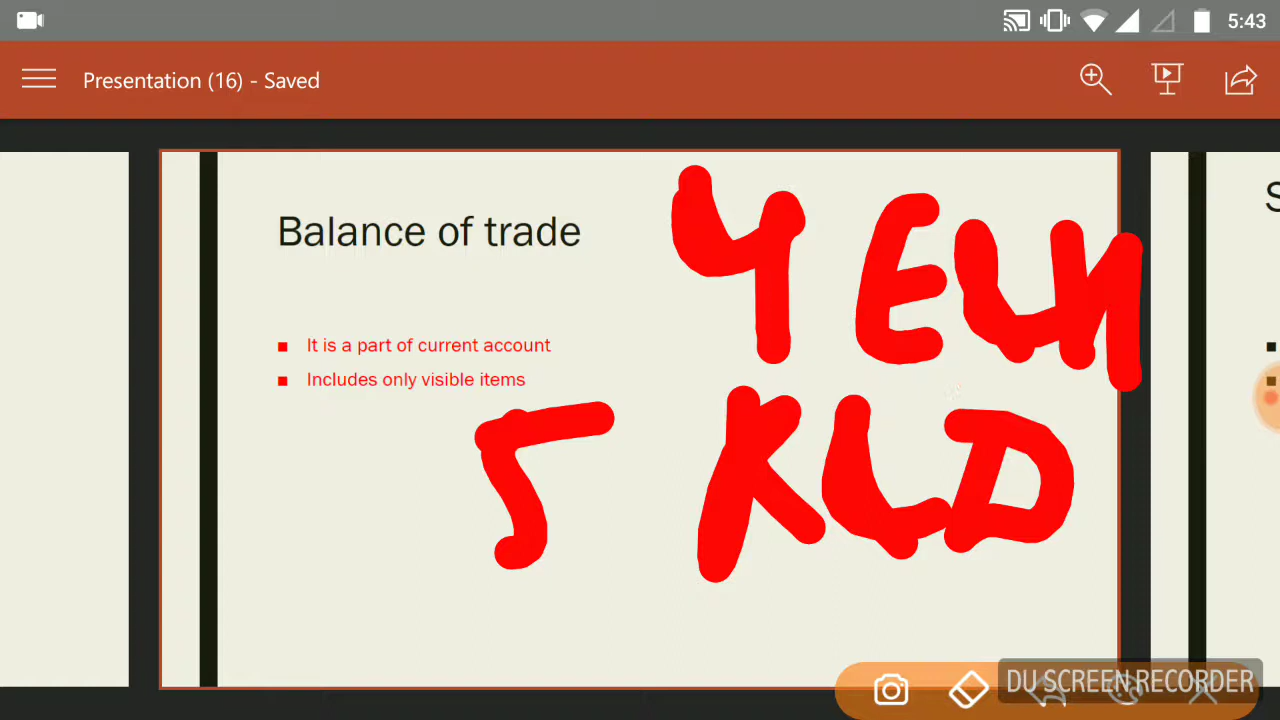 5:43
Presentation (16) - Saved
Balance of trade
4
It is a part of current account
Includes only visible items
5 KLD
S
DU SCREEN RECORDER